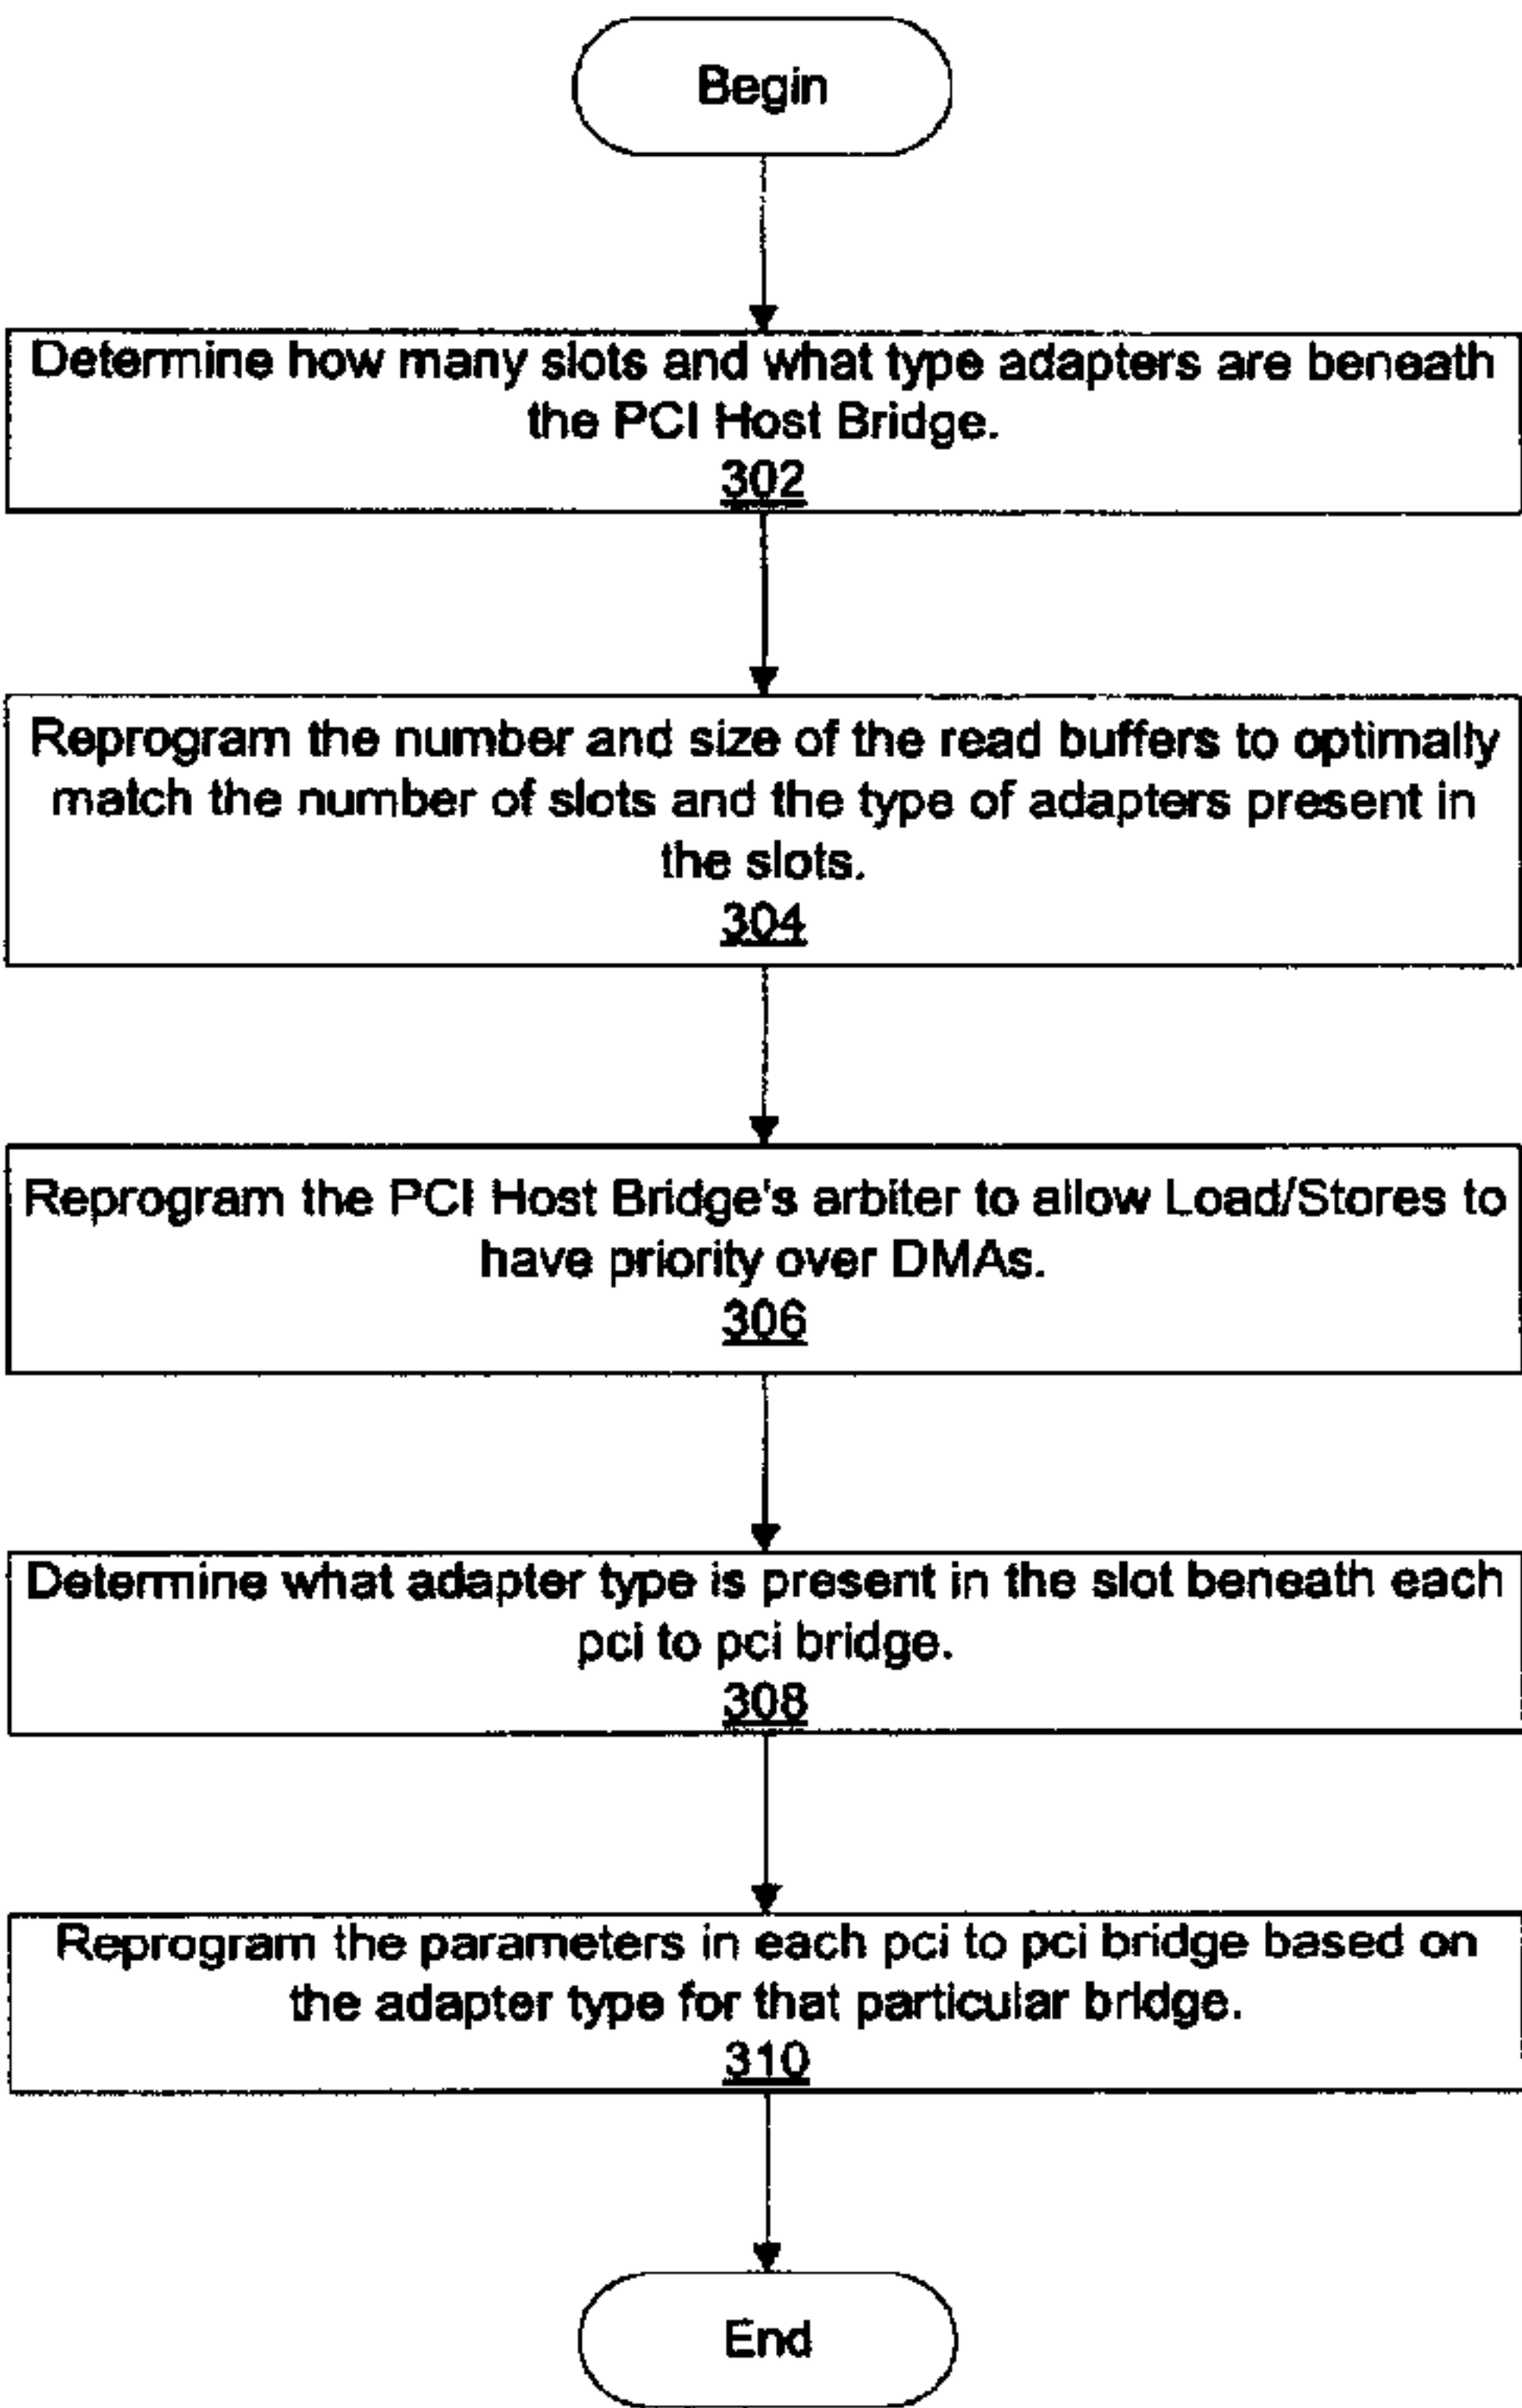 Begin
Determine how many slots and what type adapters are beneath
the PCI Host Bridge.
302
Reprogram the number and size of the read buffers to optimally
match the number of slots and the type of adapters present in
the slots.
304
Reprogram the PCI Host Bridge's arbiter to allow Load/Stores to
have priority over DMAs.
306
Determine what adapter type is present in the slot beneath each
pci to pci bridge.
308
Reprogram the parameters in each pci to pci bridge based on
the adapter type for that particular bridge.
310
End